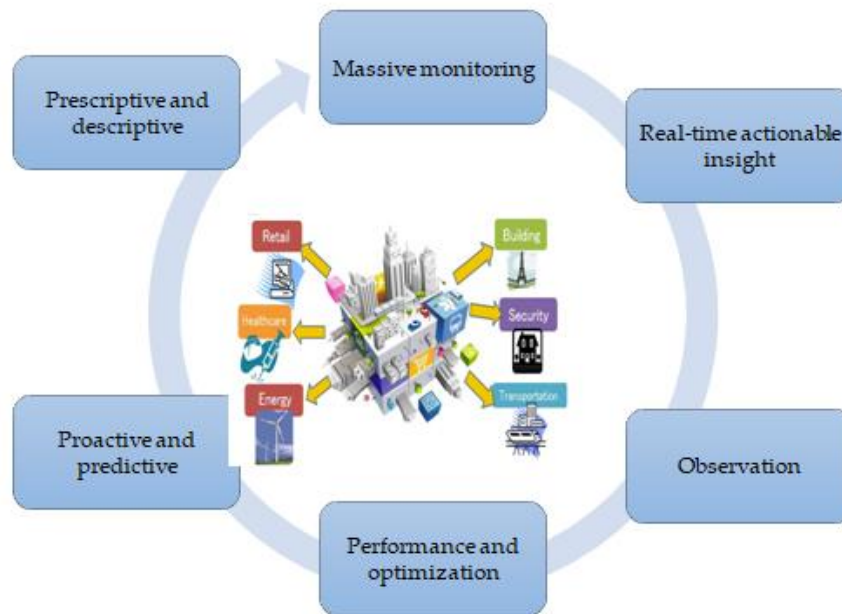 Massive monitoring
Prescriptive and
descriptive
Real-time actionable
insight
Retail
Building
Healthcare
Security
Energy
Transportation
Proactive and
predictive
Observation
Performance and
optimization